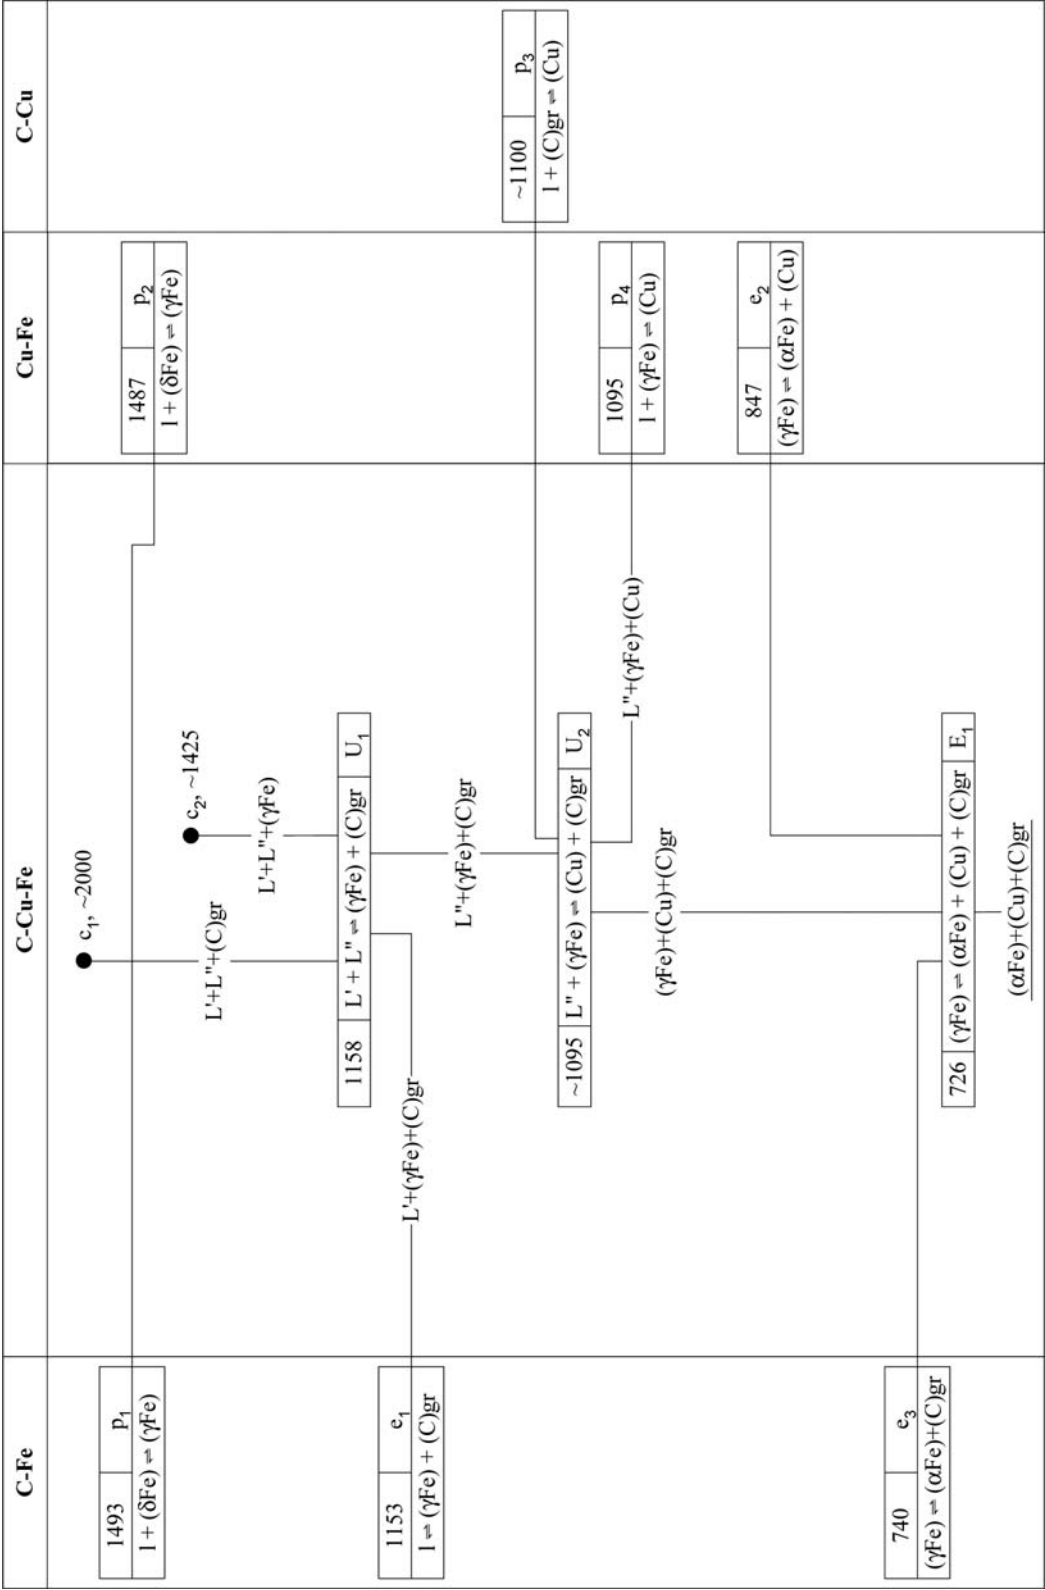 C-Fe
C-Cu-Fe
Cu-Fe
C-Cu
c₁, ~2000
1493 p₁
l + (δFe) ⇌ (γFe)
1487 p₂
l + (δFe) ⇌ (γFe)
c₂, ~1425
L'+L''+(C)gr
L'+L''+(γFe)
1158 L' + L'' ⇌ (γFe) + (C)gr U₁
1153 e₁
l ⇌ (γFe) + (C)gr
L'+(γFe)+(C)gr
L''+(γFe)+(C)gr
~1100 p₃
l + (C)gr ⇌ (Cu)
~1095 L'' + (γFe) ⇌ (Cu) + (C)gr U₂
1095 p₄
l + (γFe) ⇌ (Cu)
L''+(γFe)+(Cu)
(γFe)+(Cu)+(C)gr
847 e₂
(γFe) ⇌ (αFe) + (Cu)
740 e₃
(γFe) ⇌ (αFe)+(C)gr
726 (γFe) ⇌ (αFe) + (Cu) + (C)gr E₁
(αFe)+(Cu)+(C)gr